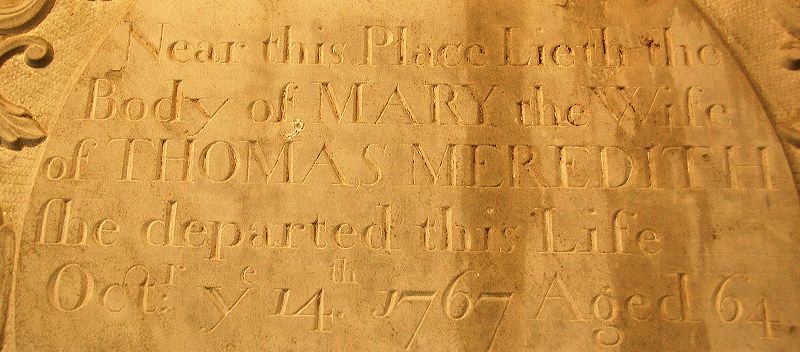 Near this Place Lieth the
Body of MARY the Wife
of THOMAS MEREDITH
ſhe departed this Life
Octo:r ye 14th. 1767 Aged 64